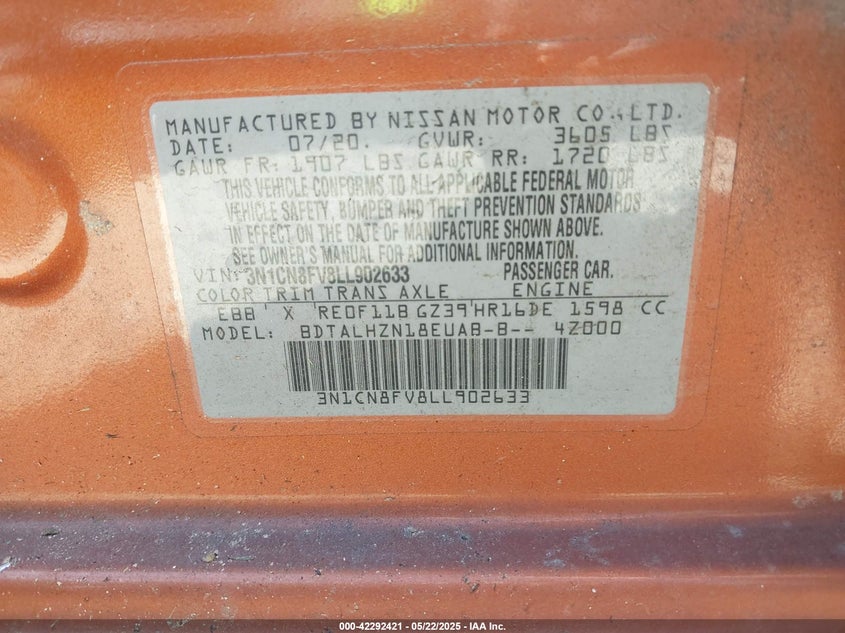 MANUFACTURED BY NISSAN MOTOR CO.,LTD.
DATE: 07/20. GVWR: 3605 LBS
GAWR FR: 1907 LBS GAWR RR: 1720 LBS
THIS VEHICLE CONFORMS TO ALL APPLICABLE FEDERAL MOTOR
VEHICLE SAFETY, BUMPER AND THEFT PREVENTION STANDARDS
IN EFFECT ON THE DATE OF MANUFACTURE SHOWN ABOVE.
SEE OWNER'S MANUAL FOR ADDITIONAL INFORMATION.
VIN: 3N1CN8FV8LL902633 PASSENGER CAR.
COLOR TRIM TRANS AXLE ENGINE
EBB X RE0F11B GZ39 HR16DE 1598 CC
MODEL: BDTALHZN18EUAB-B-- 4Z000
3N1CN8FV8LL902633
000-42292421 - 05/22/2025 - IAA Inc.